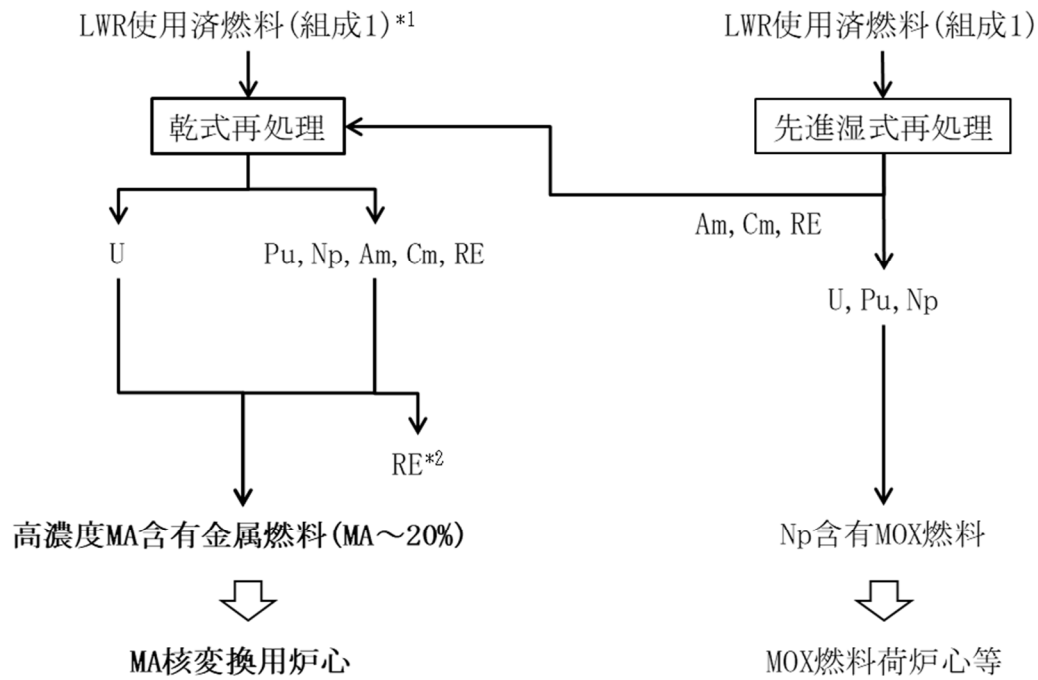 LWR使用済燃料(組成1)*1
LWR使用済燃料(組成1)
乾式再処理
先進湿式再処理
Am, Cm, RE
U
Pu, Np, Am, Cm, RE
U, Pu, Np
RE*2
高濃度MA含有金属燃料(MA～20%)
Np含有MOX燃料
MA核変換用炉心
MOX燃料荷炉心等